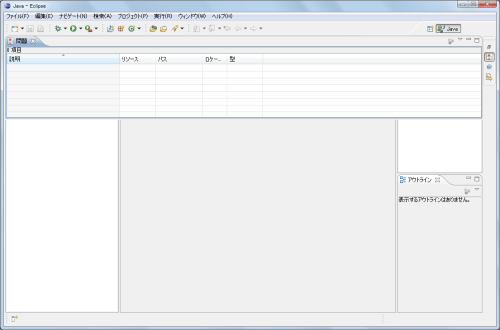 Java - Eclipse
ファイル(F) 編集(E) ナビゲート(N) 検索(A) プロジェクト(P) 実行(R) ウィンドウ(W) ヘルプ(H)
Java
問題
0 項目
説明 リソース パス ロケー... 型
アウトライン
表示するアウトラインはありません。